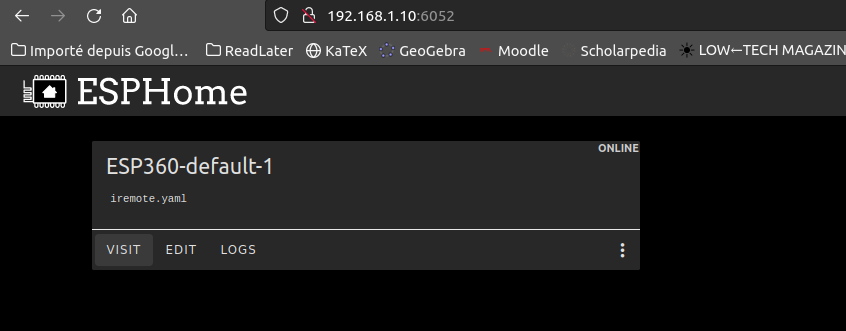 192.168.1.10:6052
Importé depuis Googl… ReadLater KaTeX GeoGebra Moodle Scholarpedia LOW←TECH MAGAZIN
ESPHome
ONLINE
ESP360-default-1
iremote.yaml
VISIT EDIT LOGS